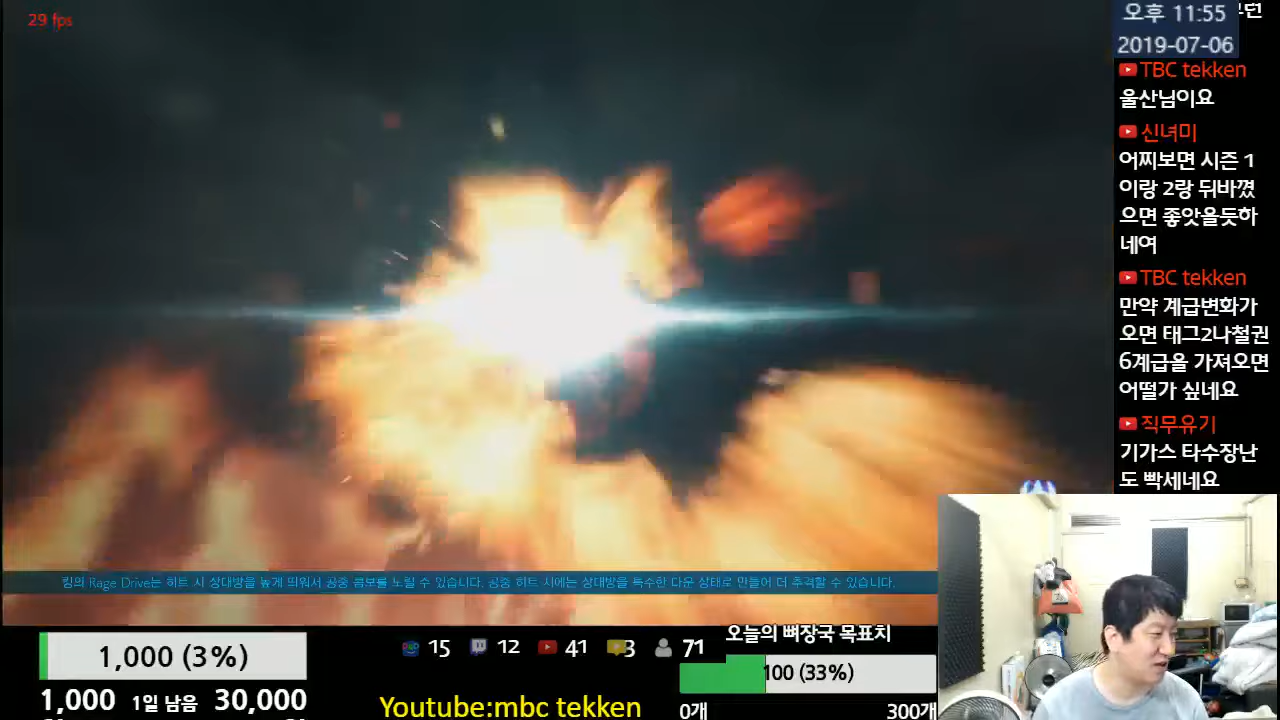 29 fps
오후 11:55
2019-07-06
TBC tekken
울산님이요
신녀미
어찌보면 시즌 1
이랑 2랑 뒤바꼈
으면 좋앗을듯하
네여
TBC tekken
만약 계급변화가
오면 태그2나철권
6계급을 가져오면
어떨가 싶네요
직무유기
기가스 타수장난
도 빡세네요
킹의 Rage Drive는 히트 시 상대방을 높게 띄워서 공중 콤보를 노릴 수 있습니다. 공중 히트 시에는 상대방을 특수한 다운 상태로 만들어 더 추격할 수 있습니다.
1,000 (3%)
1,000 1일 남음 30,000
15 12 41 3 71
Youtube:mbc tekken
오늘의 뼈장국 목표치
100 (33%)
0개 300개